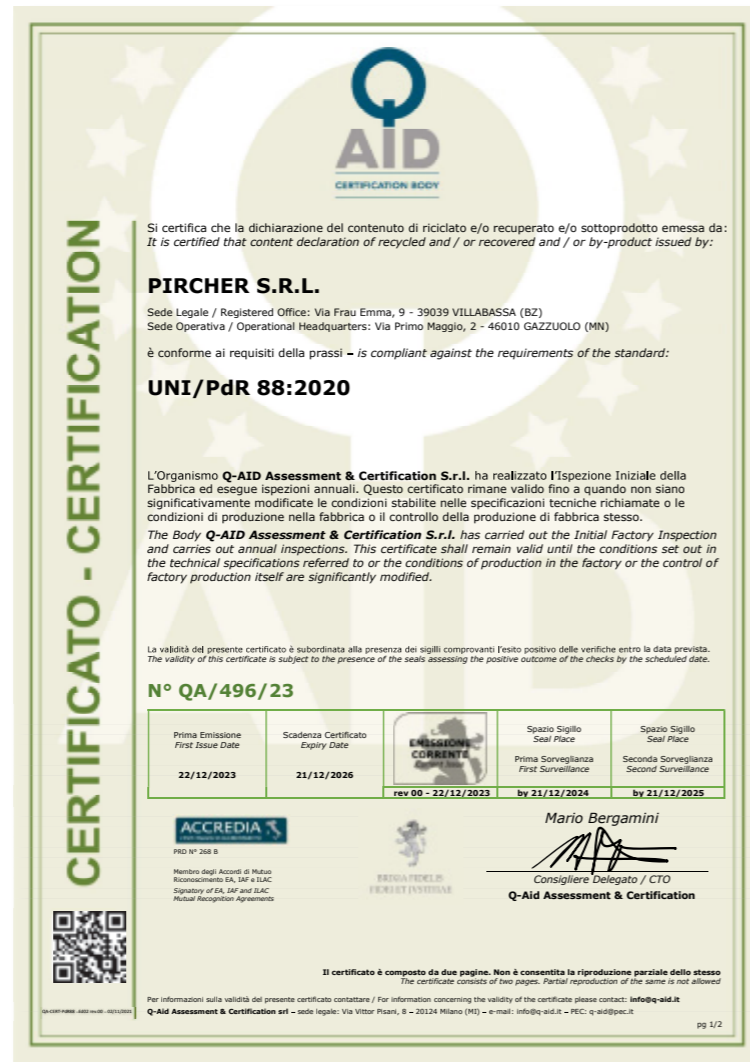 Q
AID
CERTIFICATION BODY
CERTIFICATO - CERTIFICATION
Si certifica che la dichiarazione del contenuto di riciclato e/o recuperato e/o sottoprodotto emessa da:
It is certified that content declaration of recycled and / or recovered and / or by-product issued by:
PIRCHER S.R.L.
Sede Legale / Registered Office: Via Frau Emma, 9 - 39039 VILLABASSA (BZ)
Sede Operativa / Operational Headquarters: Via Primo Maggio, 2 - 46010 GAZZUOLO (MN)
è conforme ai requisiti della prassi – is compliant against the requirements of the standard:
UNI/PdR 88:2020
L'Organismo Q-AID Assessment & Certification S.r.l. ha realizzato l'Ispezione Iniziale della
Fabbrica ed esegue ispezioni annuali. Questo certificato rimane valido fino a quando non siano
significativamente modificate le condizioni stabilite nelle specificazioni tecniche richiamate o le
condizioni di produzione nella fabbrica o il controllo della produzione di fabbrica stesso.
The Body Q-AID Assessment & Certification S.r.l. has carried out the Initial Factory Inspection
and carries out annual inspections. This certificate shall remain valid until the conditions set out in
the technical specifications referred to or the conditions of production in the factory or the control of
factory production itself are significantly modified.
La validità del presente certificato è subordinata alla presenza dei sigilli comprovanti l'esito positivo delle verifiche entro la data prevista.
The validity of this certificate is subject to the presence of the seals assessing the positive outcome of the checks by the scheduled date.
N° QA/496/23
Prima Emissione
First Issue Date
22/12/2023
Scadenza Certificato
Expiry Date
21/12/2026
EMISSIONE
CORRENTE
Current Issue
rev 00 - 22/12/2023
Spazio Sigillo
Seal Place
Prima Sorveglianza
First Surveillance
by 21/12/2024
Spazio Sigillo
Seal Place
Seconda Sorveglianza
Second Surveillance
by 21/12/2025
ACCREDIA
PRD N° 268 B
Membro degli Accordi di Mutuo
Riconoscimento EA, IAF e ILAC
Signatory of EA, IAF and ILAC
Mutual Recognition Agreements
BRIXIA FIDELIS
FIDEI ET JVSTITIAE
Mario Bergamini
Consigliere Delegato / CTO
Q-Aid Assessment & Certification
Il certificato è composto da due pagine. Non è consentita la riproduzione parziale dello stesso
The certificate consists of two pages. Partial reproduction of the same is not allowed
Per informazioni sulla validità del presente certificato contattare / For information concerning the validity of the certificate please contact: info@q-aid.it
QA-CERT-PdR88 -AA02 rev.00 - 02/11/2021
Q-Aid Assessment & Certification srl – sede legale: Via Vittor Pisani, 8 – 20124 Milano (MI) – e-mail: info@q-aid.it – PEC: q-aid@pec.it
pg 1/2